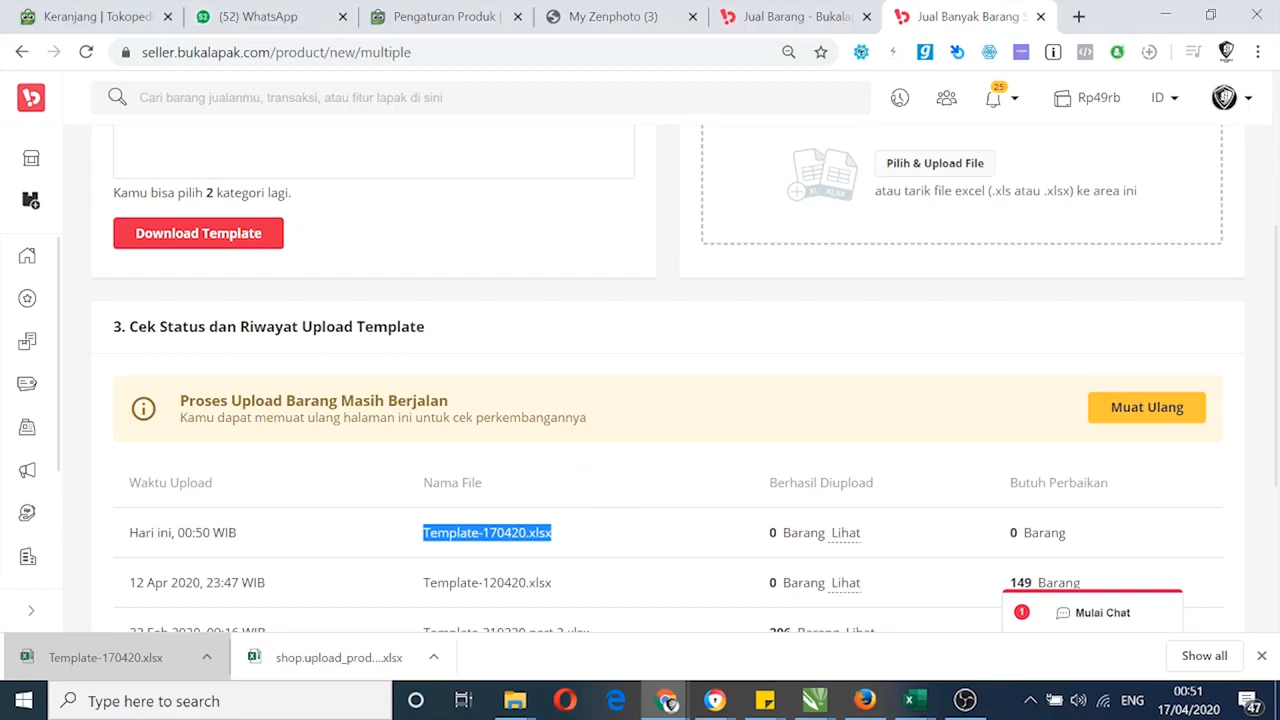 Keranjang | Tokoped
(52) WhatsApp
Pengaturan Produk |
My Zenphoto (3)
Jual Barang - Bukalap
Jual Banyak Barang S
seller.bukalapak.com/product/new/multiple
Cari barang jualanmu, transaksi, atau fitur lapak di sini
25
Rp49rb
ID
Pilih & Upload File
atau tarik file excel (.xls atau .xlsx) ke area ini
Kamu bisa pilih 2 kategori lagi.
Download Template
3. Cek Status dan Riwayat Upload Template
Proses Upload Barang Masih Berjalan
Kamu dapat memuat ulang halaman ini untuk cek perkembangannya
Muat Ulang
Waktu Upload Nama File Berhasil Diupload Butuh Perbaikan
Hari ini, 00:50 WIB Template-170420.xlsx 0 Barang Lihat 0 Barang
12 Apr 2020, 23:47 WIB Template-120420.xlsx 0 Barang Lihat 149 Barang
1 Mulai Chat
Template-170420.xlsx
shop.upload_prod....xlsx
Show all
Type here to search
ENG
00:51
17/04/2020
47